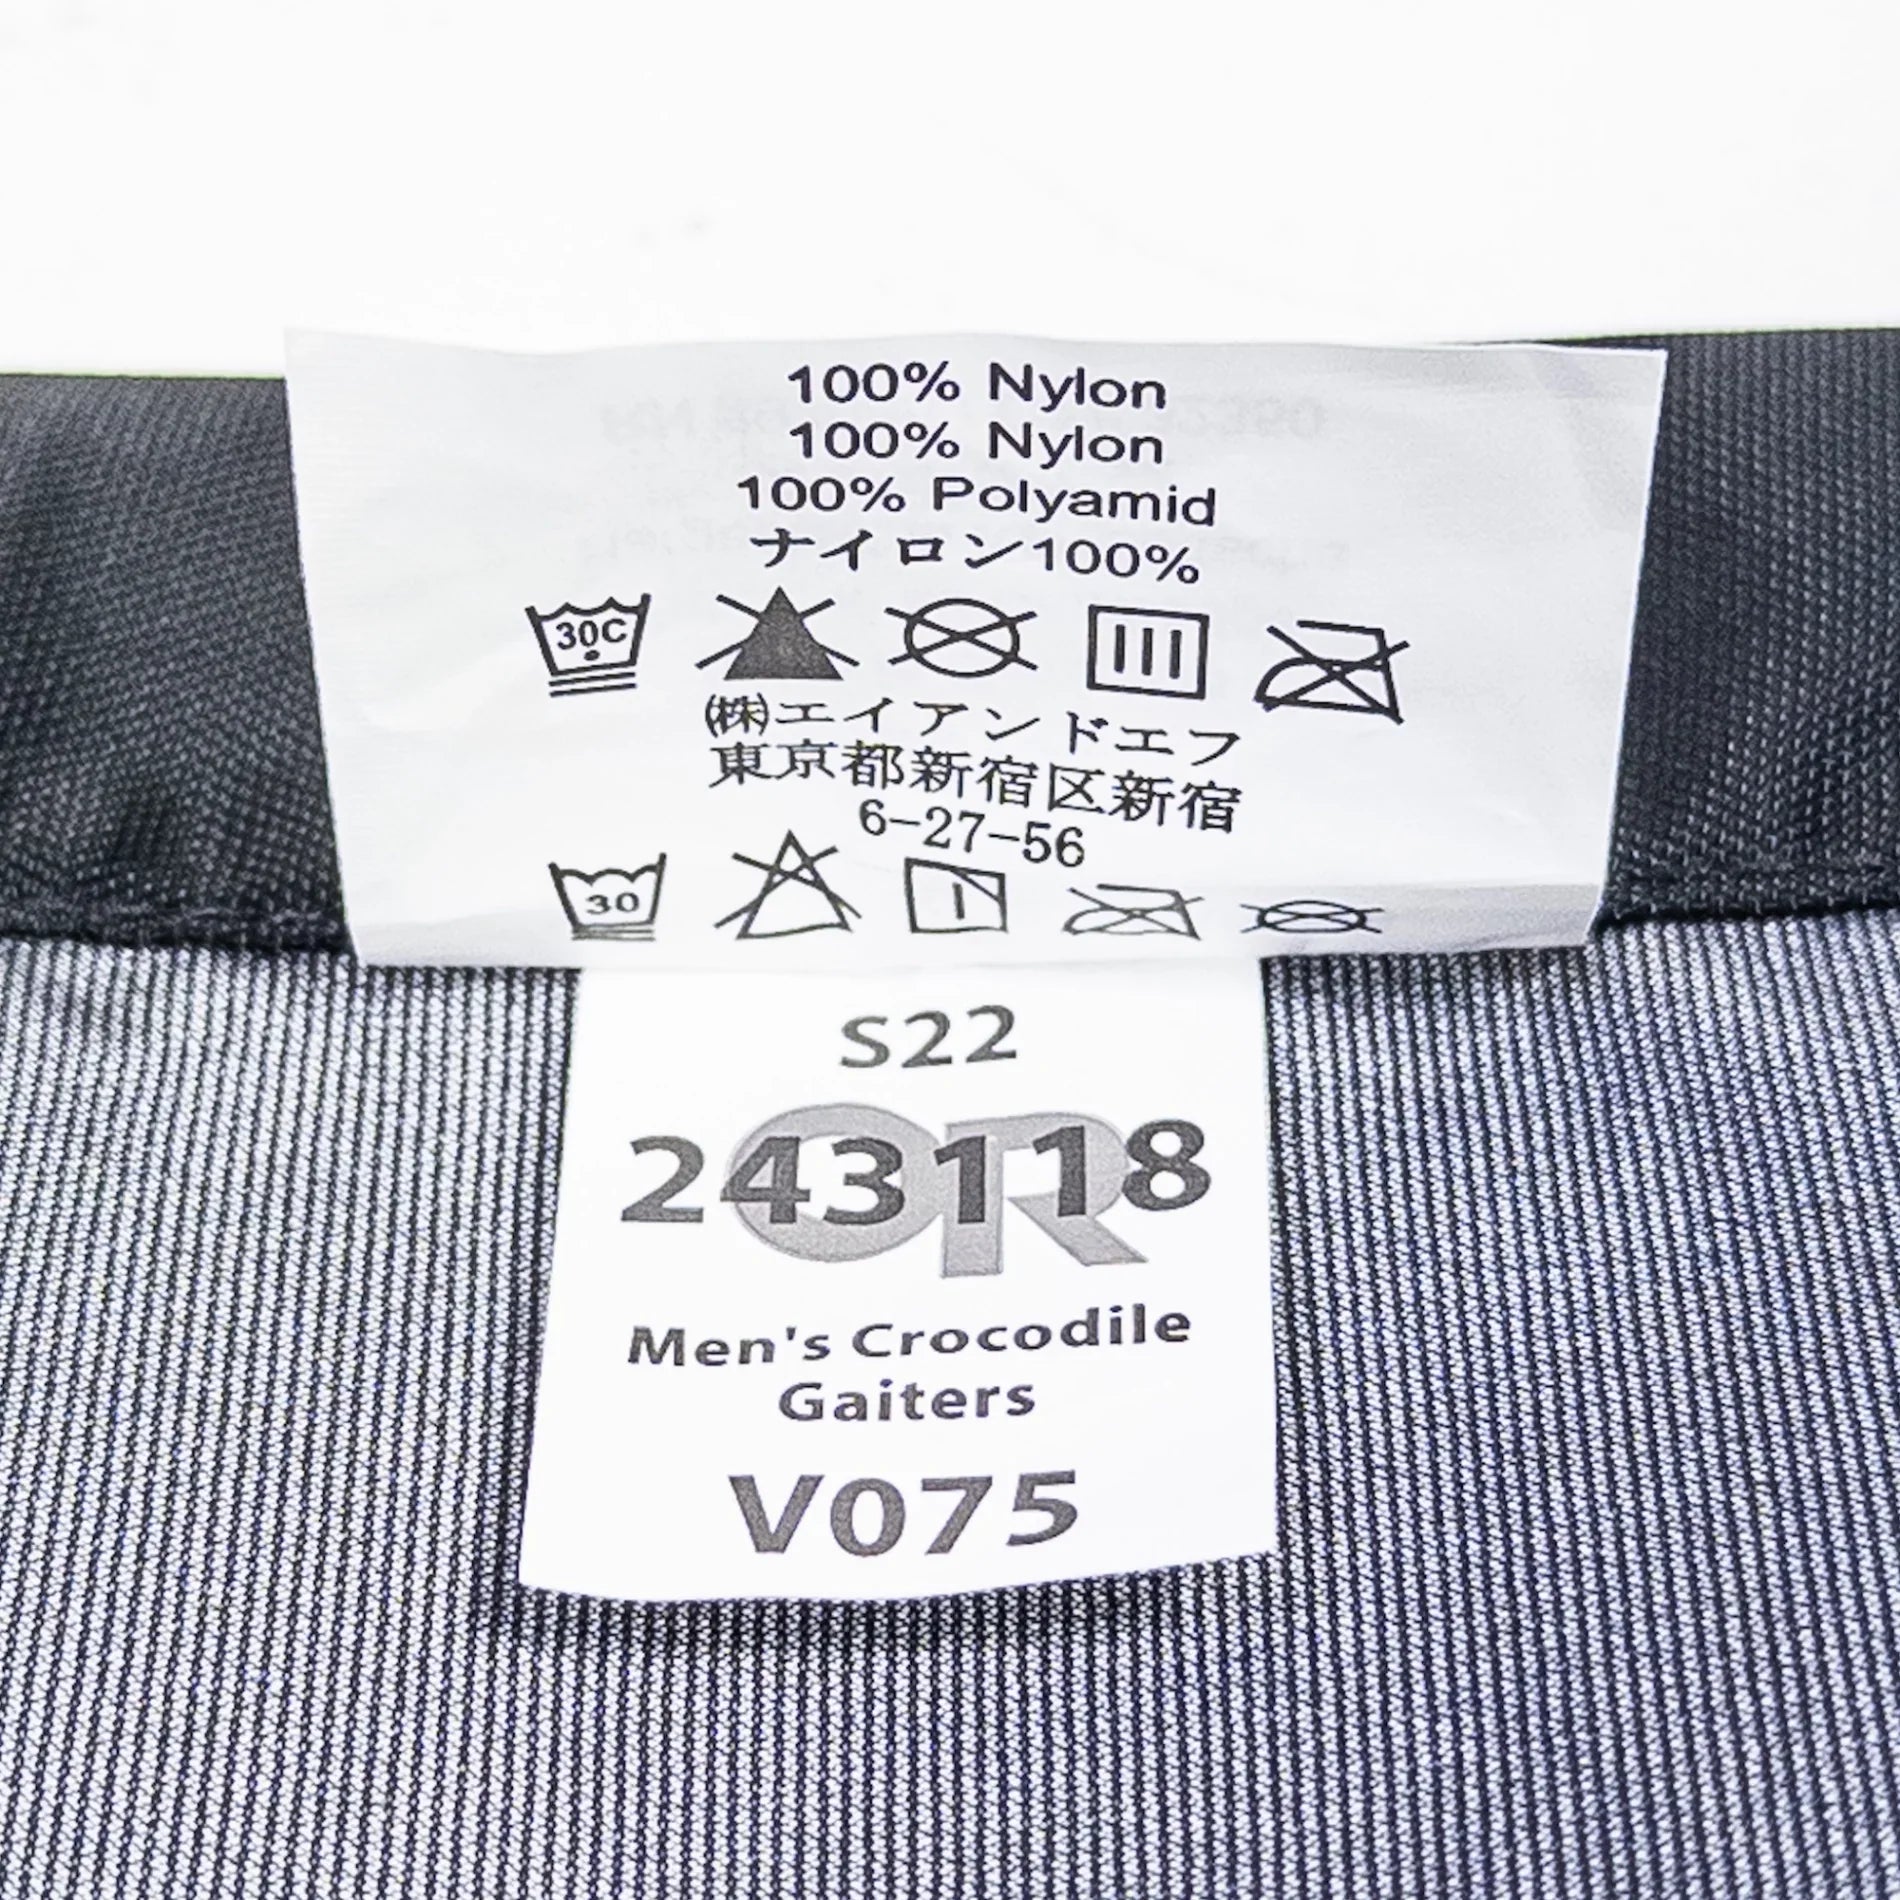 100% Nylon
100% Nylon
100% Polyamid
ナイロン100%
30C
㈱エイアンドエフ
東京都新宿区新宿
6-27-56
30
S22
OR
243118
Men's Crocodile
Gaiters
V075